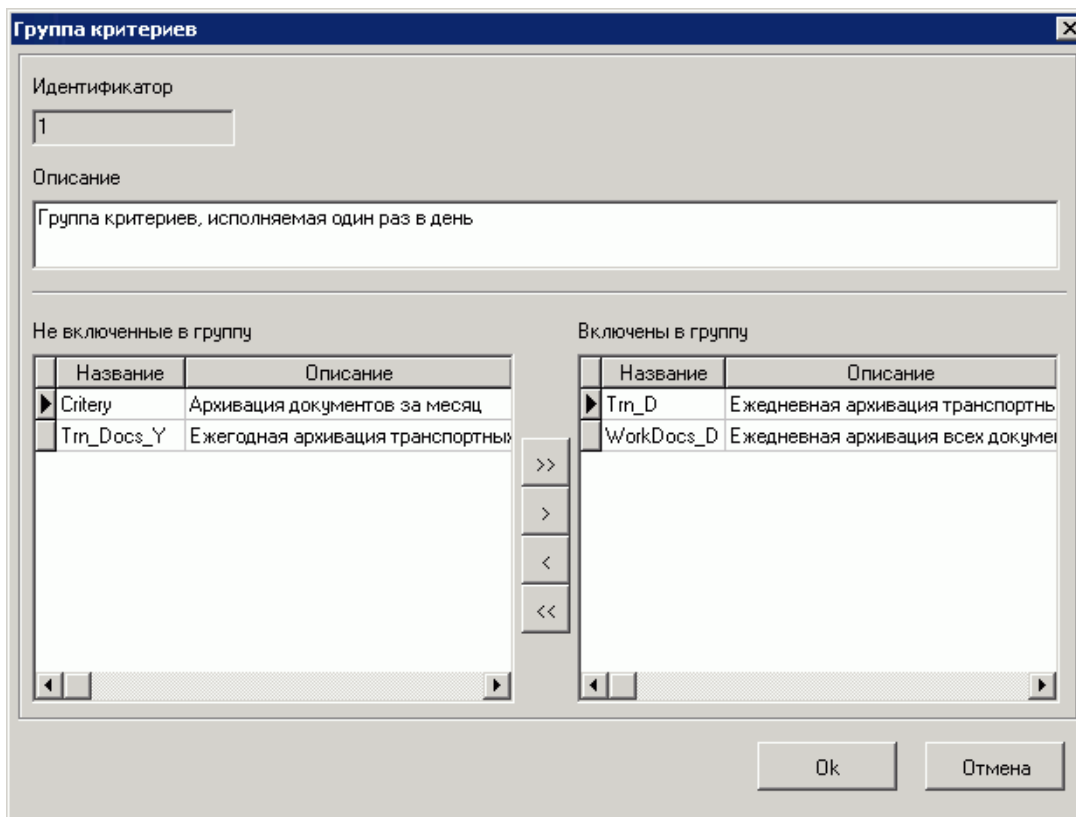 Группа критериев
Идентификатор
1
Описание
Группа критериев, исполняемая один раз в день
Не включенные в группу
Название Описание
Critery Архивация документов за месяц
Trn_Docs_Y Ежегодная архивация транспортных
>>
>
<
<<
Включены в группу
Название Описание
Trn_D Ежедневная архивация транспортнь
WorkDocs_D Ежедневная архивация всех докумен
Ok Отмена